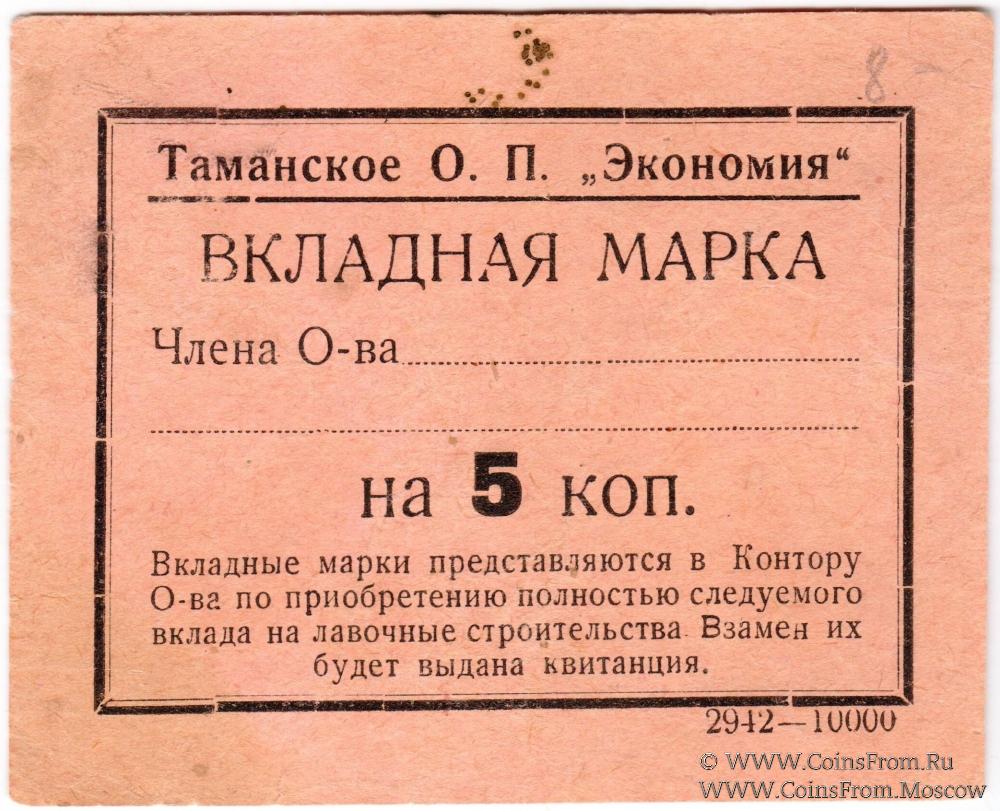 8 –
Таманское О. П. „Экономия“
ВКЛАДНАЯ МАРКА
Члена О-ва
на 5 коп.
Вкладные марки представляются в Контору
О-ва по приобретению полностью следуемого
вклада на лавочные строительства. Взамен их
будет выдана квитанция.
2942—10000
© WWW.CoinsFrom.Ru
WWW.CoinsFrom.Moscow